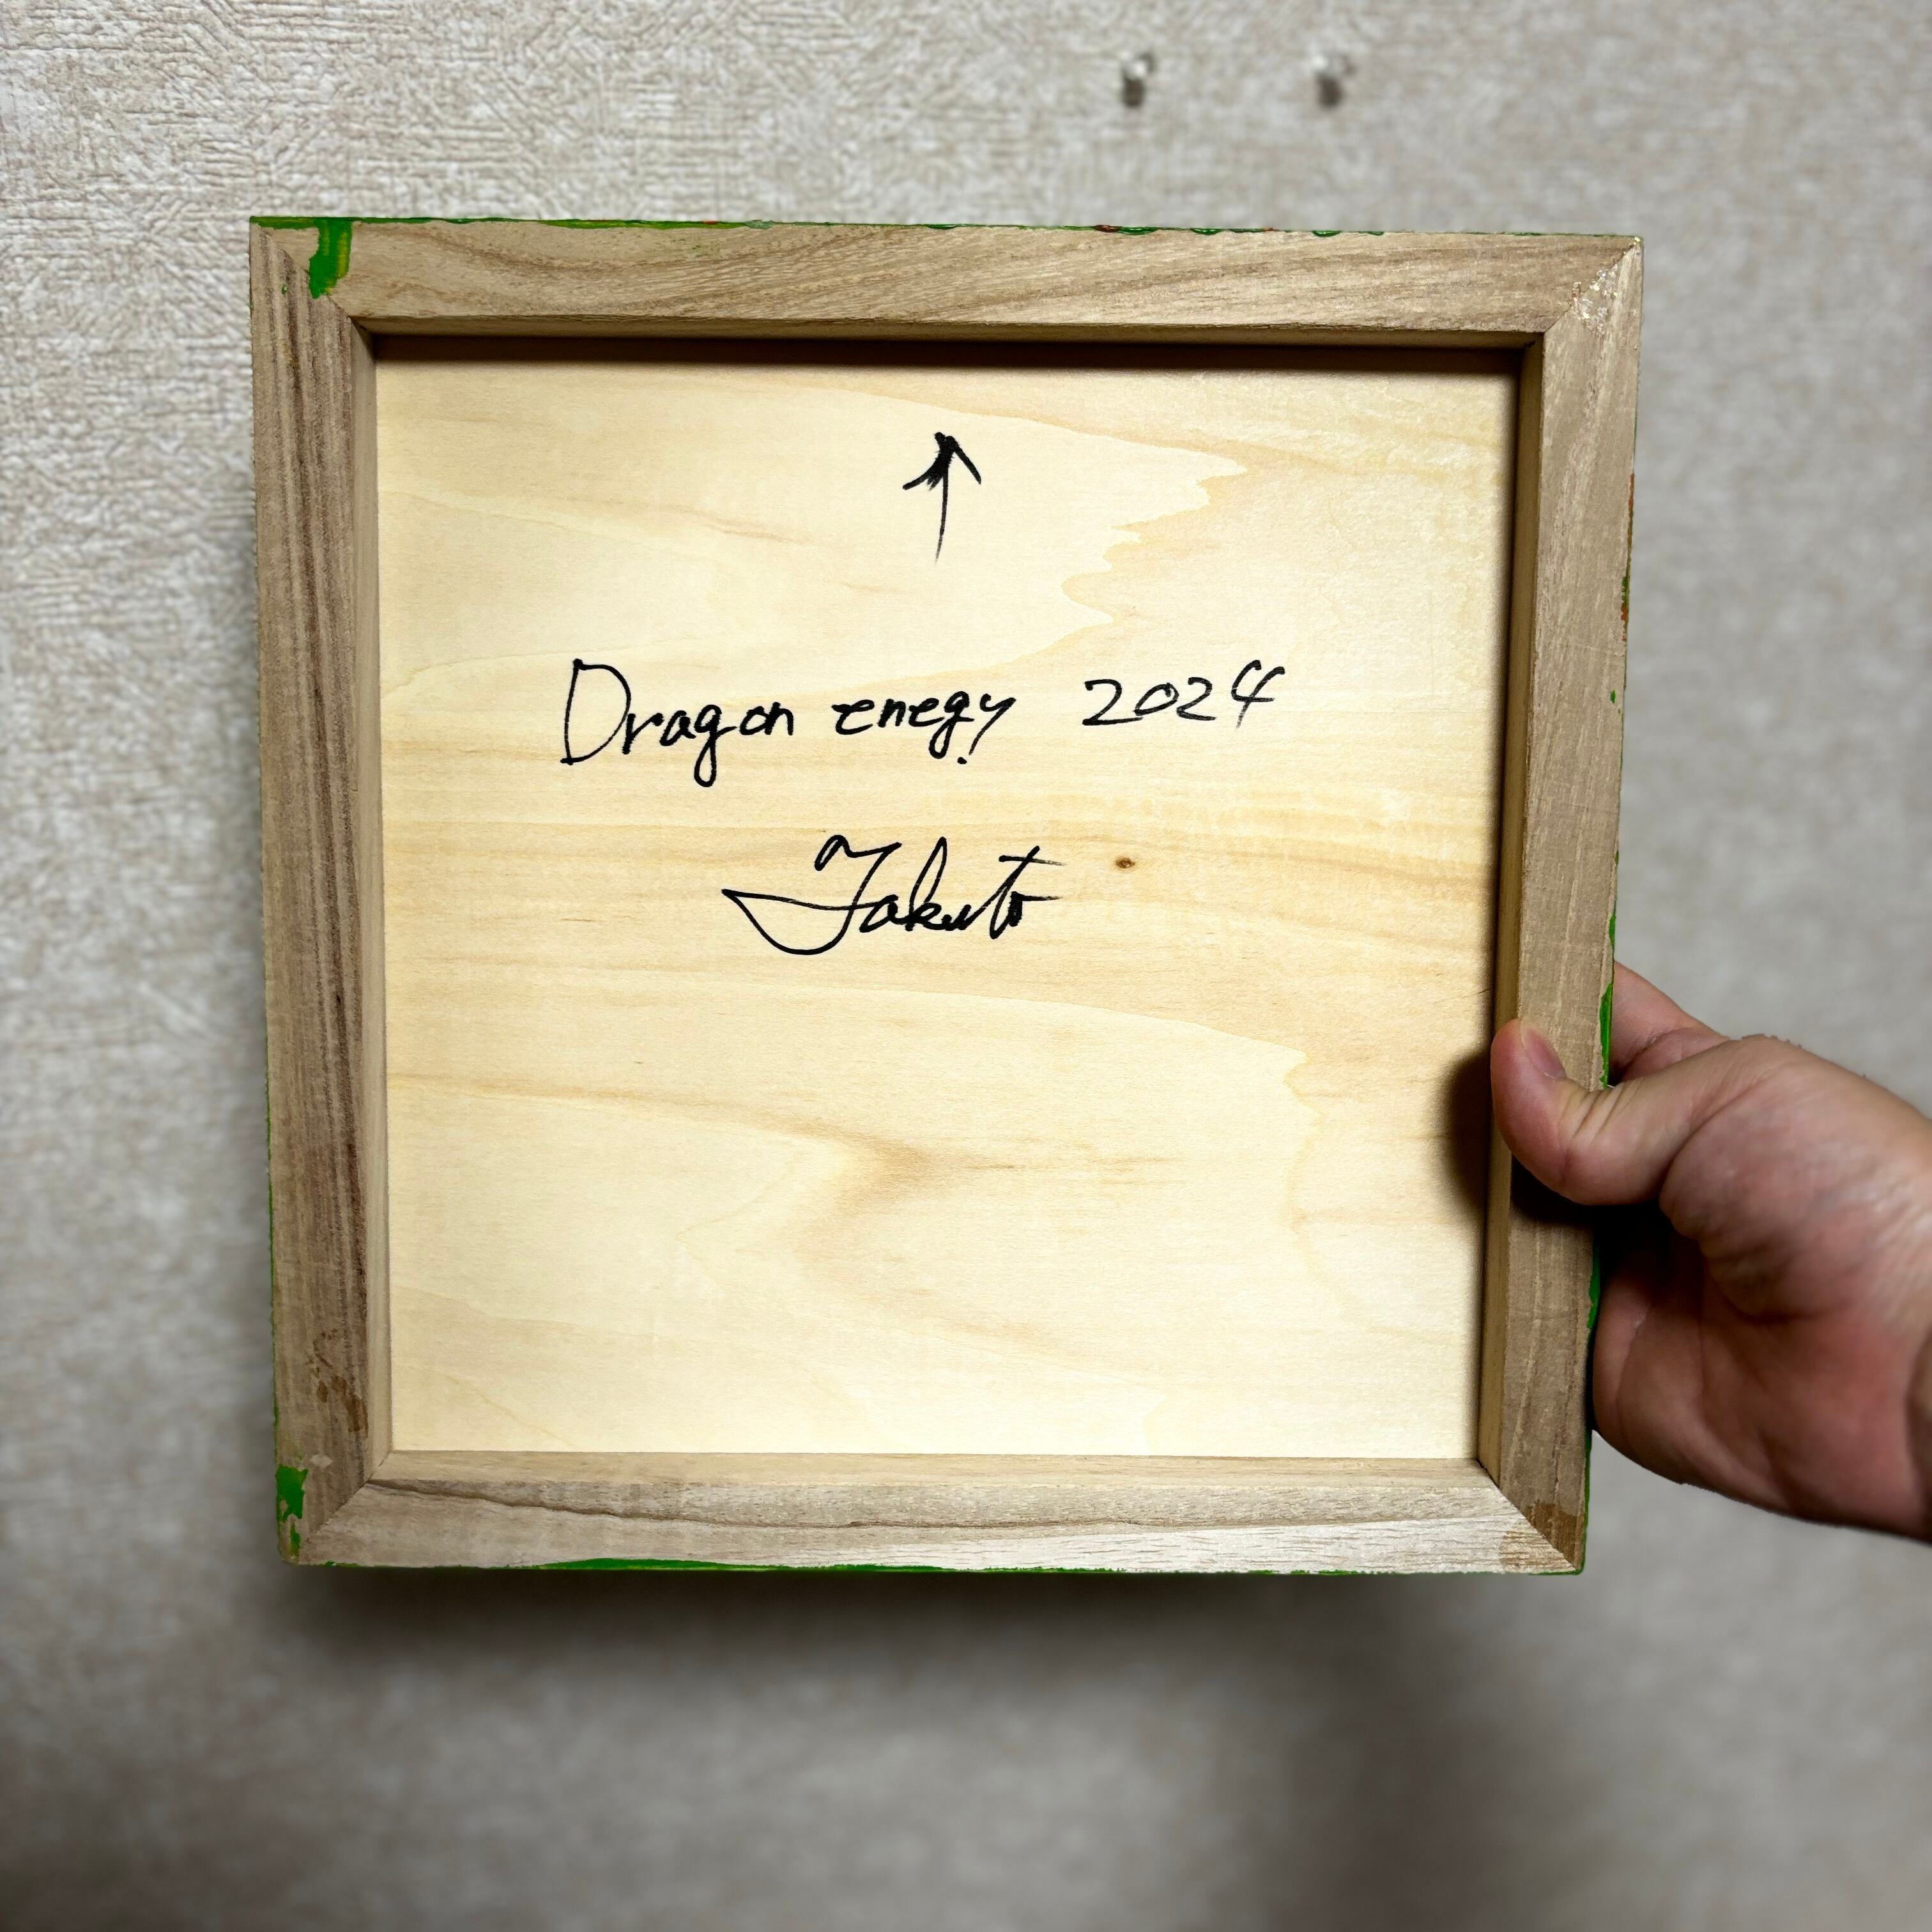 ↑
Dragon enegy 2024
Takuto